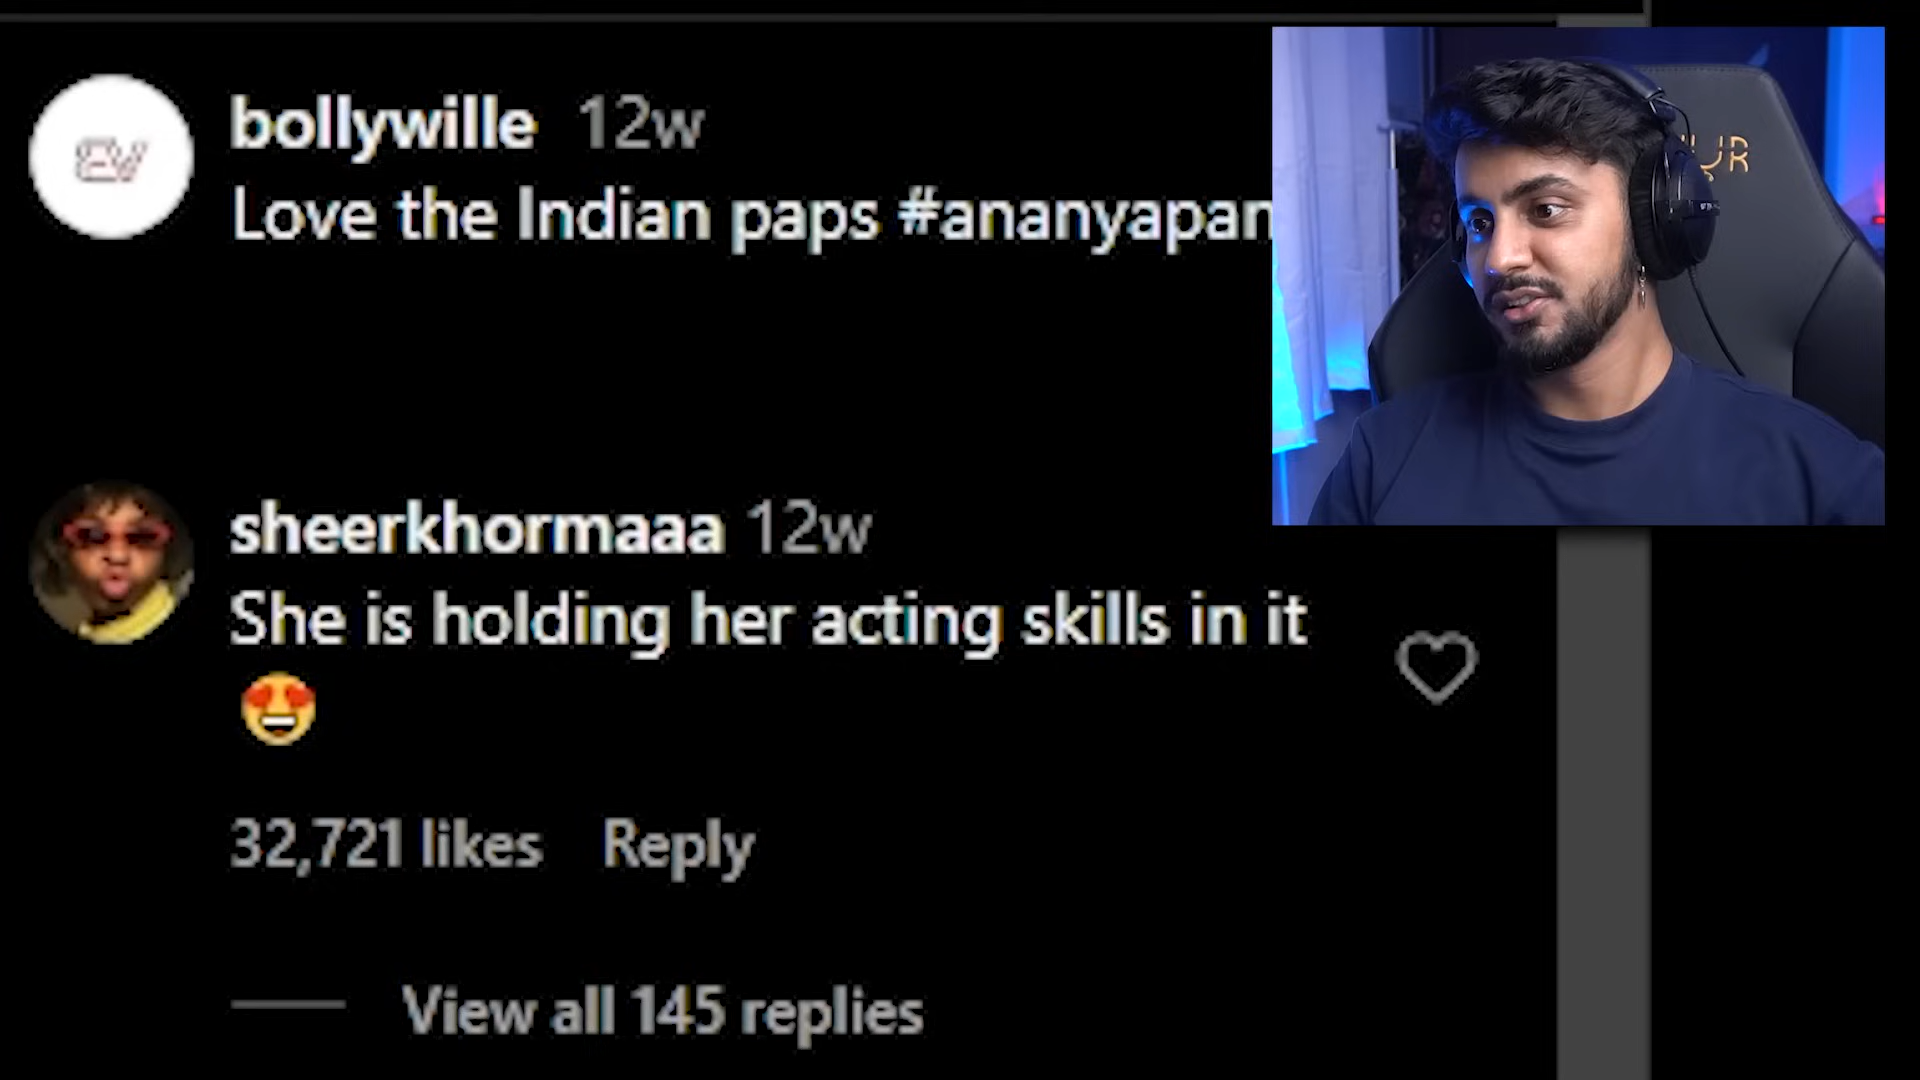 bollywille 12w
Love the Indian paps #ananyapan
sheerkhormaaa 12w
She is holding her acting skills in it
😍
32,721 likes Reply
View all 145 replies